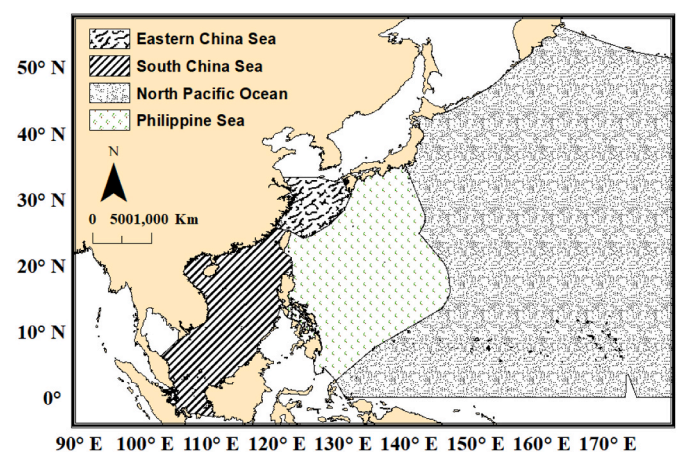 Eastern China Sea
South China Sea
North Pacific Ocean
Philippine Sea
N
0 5001,000 Km
50° N
40° N
30° N
20° N
10° N
0°
90° E 100° E 110° E 120° E 130° E 140° E 150° E 160° E 170° E